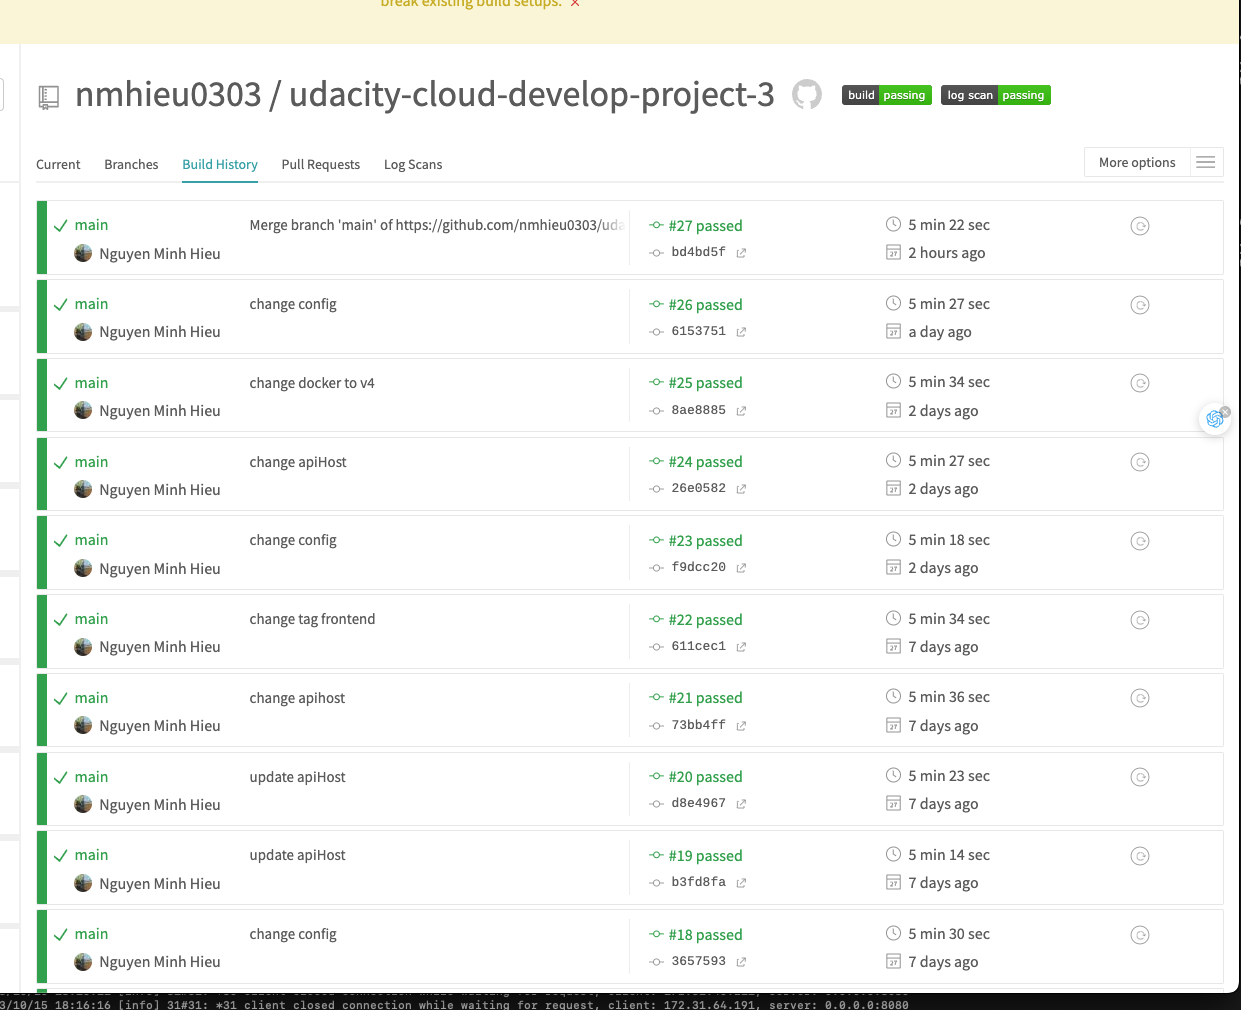 break existing build setups. ×
nmhieu0303 / udacity-cloud-develop-project-3 build passing log scan passing
Current Branches Build History Pull Requests Log Scans More options
main Merge branch 'main' of https://github.com/nmhieu0303/uda #27 passed 5 min 22 sec
Nguyen Minh Hieu bd4bd5f 27 2 hours ago
main change config #26 passed 5 min 27 sec
Nguyen Minh Hieu 6153751 27 a day ago
main change docker to v4 #25 passed 5 min 34 sec
Nguyen Minh Hieu 8ae8885 27 2 days ago
main change apiHost #24 passed 5 min 27 sec
Nguyen Minh Hieu 26e0582 27 2 days ago
main change config #23 passed 5 min 18 sec
Nguyen Minh Hieu f9dcc20 27 2 days ago
main change tag frontend #22 passed 5 min 34 sec
Nguyen Minh Hieu 611cec1 27 7 days ago
main change apihost #21 passed 5 min 36 sec
Nguyen Minh Hieu 73bb4ff 27 7 days ago
main update apiHost #20 passed 5 min 23 sec
Nguyen Minh Hieu d8e4967 27 7 days ago
main update apiHost #19 passed 5 min 14 sec
Nguyen Minh Hieu b3fd8fa 27 7 days ago
main change config #18 passed 5 min 30 sec
Nguyen Minh Hieu 3657593 27 7 days ago
3/10/15 18:16:16 [info] 31#31: *31 client closed connection while waiting for request, client: 172.31.64.191, server: 0.0.0.0:8080